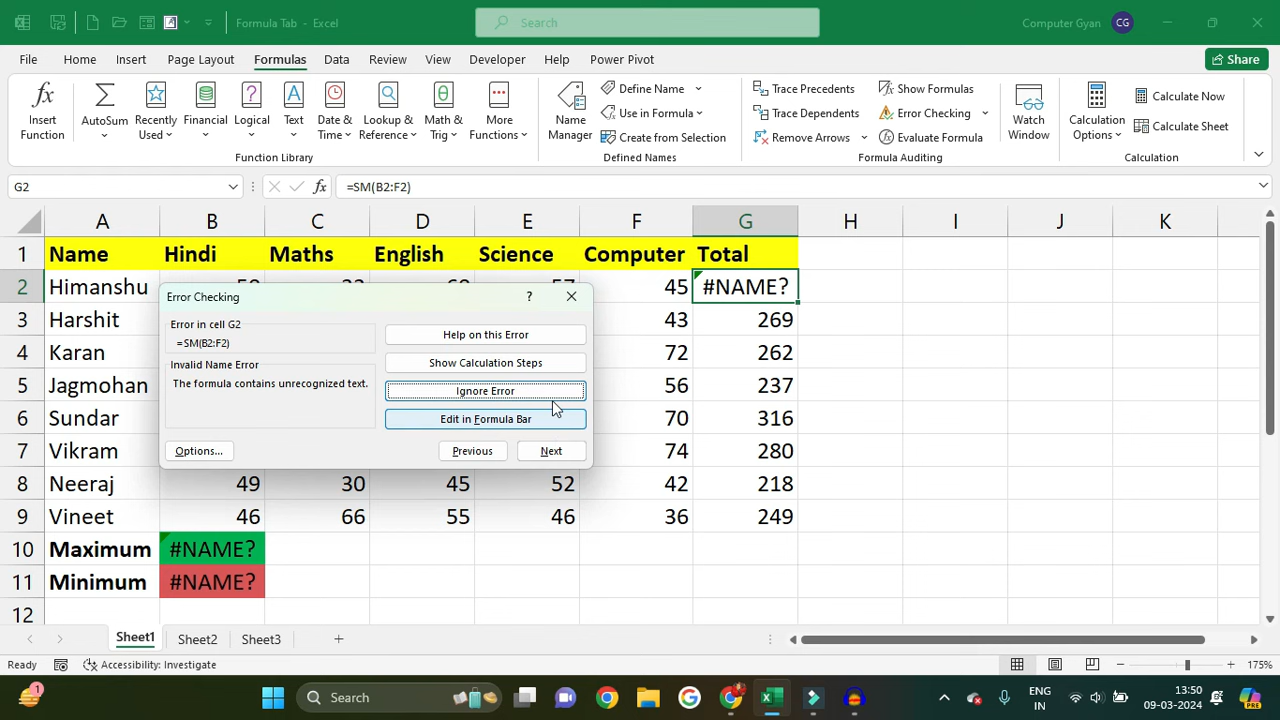 Formula Tab - Excel
Search
Computer Gyan CG
File Home Insert Page Layout Formulas Data Review View Developer Help Power Pivot Share
Insert Function
AutoSum
Recently Used
Financial
Logical
Text
Date & Time
Lookup & Reference
Math & Trig
More Functions
Function Library
Name Manager
Define Name
Use in Formula
Create from Selection
Defined Names
Trace Precedents
Trace Dependents
Remove Arrows
Show Formulas
Error Checking
Evaluate Formula
Formula Auditing
Watch Window
Calculation Options
Calculate Now
Calculate Sheet
Calculation
G2 fx =SM(B2:F2)
A B C D E F G H I J K
1 Name Hindi Maths English Science Computer Total
2 Himanshu 45 #NAME?
3 Harshit 43 269
4 Karan 72 262
5 Jagmohan 56 237
6 Sundar 70 316
7 Vikram 74 280
8 Neeraj 49 30 45 52 42 218
9 Vineet 46 66 55 46 36 249
10 Maximum #NAME?
11 Minimum #NAME?
12
Error Checking ?
Error in cell G2
=SM(B2:F2)
Invalid Name Error
The formula contains unrecognized text.
Help on this Error
Show Calculation Steps
Ignore Error
Edit in Formula Bar
Options... Previous Next
Sheet1 Sheet2 Sheet3
Ready Accessibility: Investigate 175%
1 Search ENG IN 13:50 09-03-2024 PRE